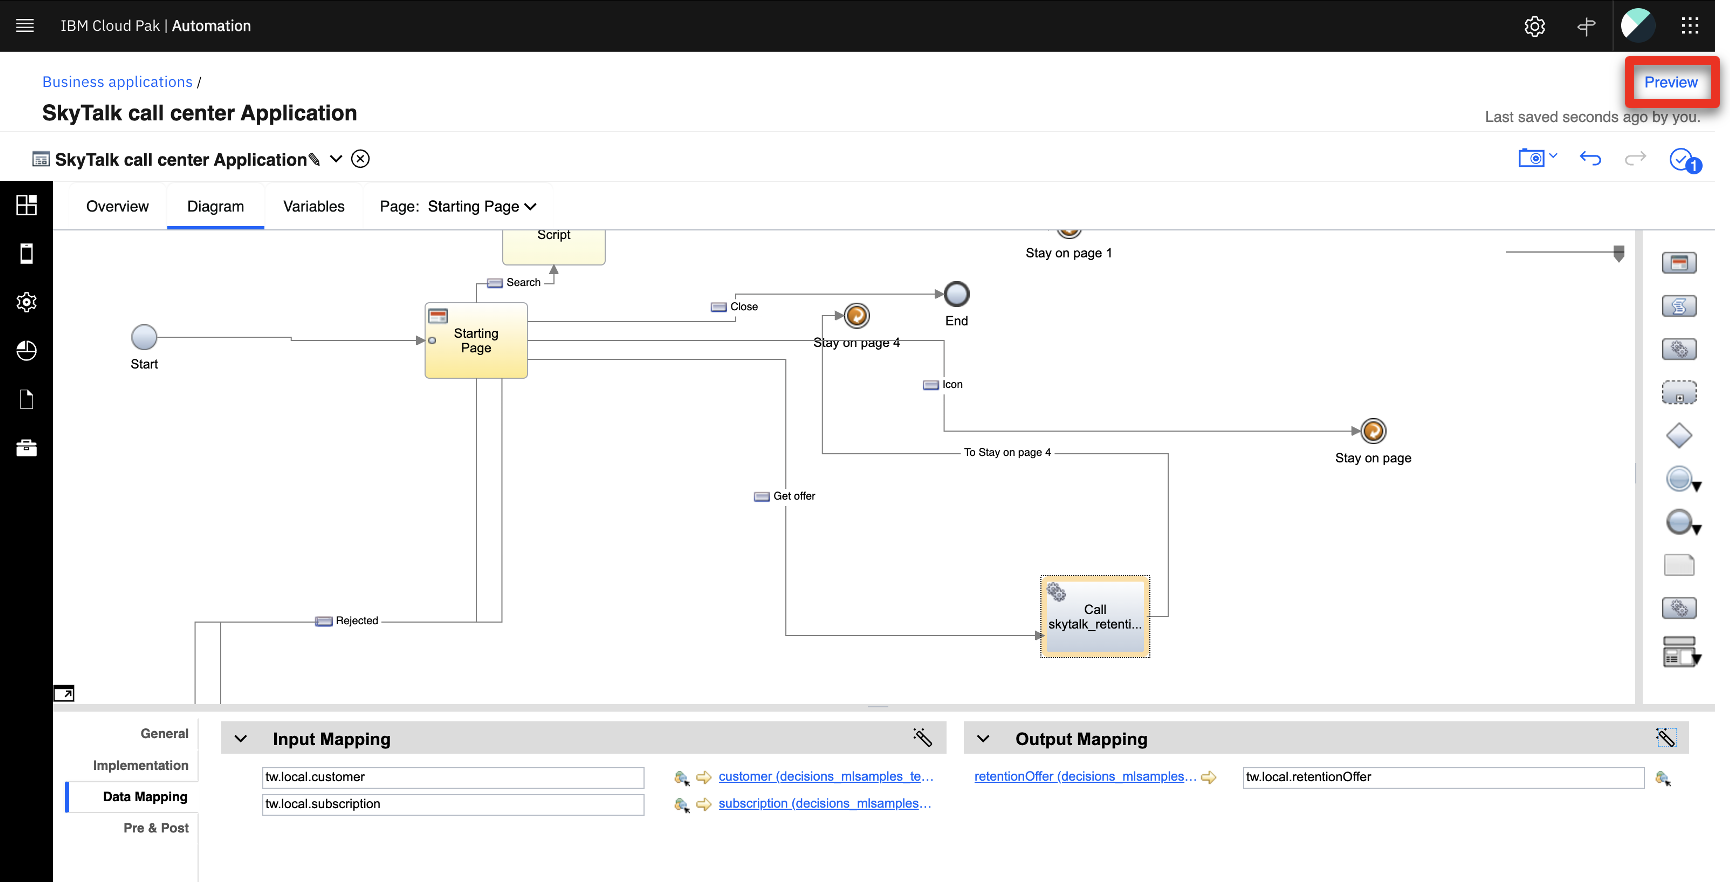 IBM Cloud Pak | Automation
Business applications /
Preview
SkyTalk call center Application
Last saved seconds ago by you.
SkyTalk call center Application
1
Overview
Diagram
Variables
Page: Starting Page
Script
Stay on page 1
Search
Close
End
Starting
Page
Stay on page 4
Start
Icon
Stay on page
To Stay on page 4
Get offer
Call
skytalk_retenti...
Rejected
General
Implementation
Data Mapping
Pre & Post
Input Mapping
tw.local.customer
customer (decisions_mlsamples_te...
tw.local.subscription
subscription (decisions_mlsamples...
Output Mapping
retentionOffer (decisions_mlsamples...
tw.local.retentionOffer